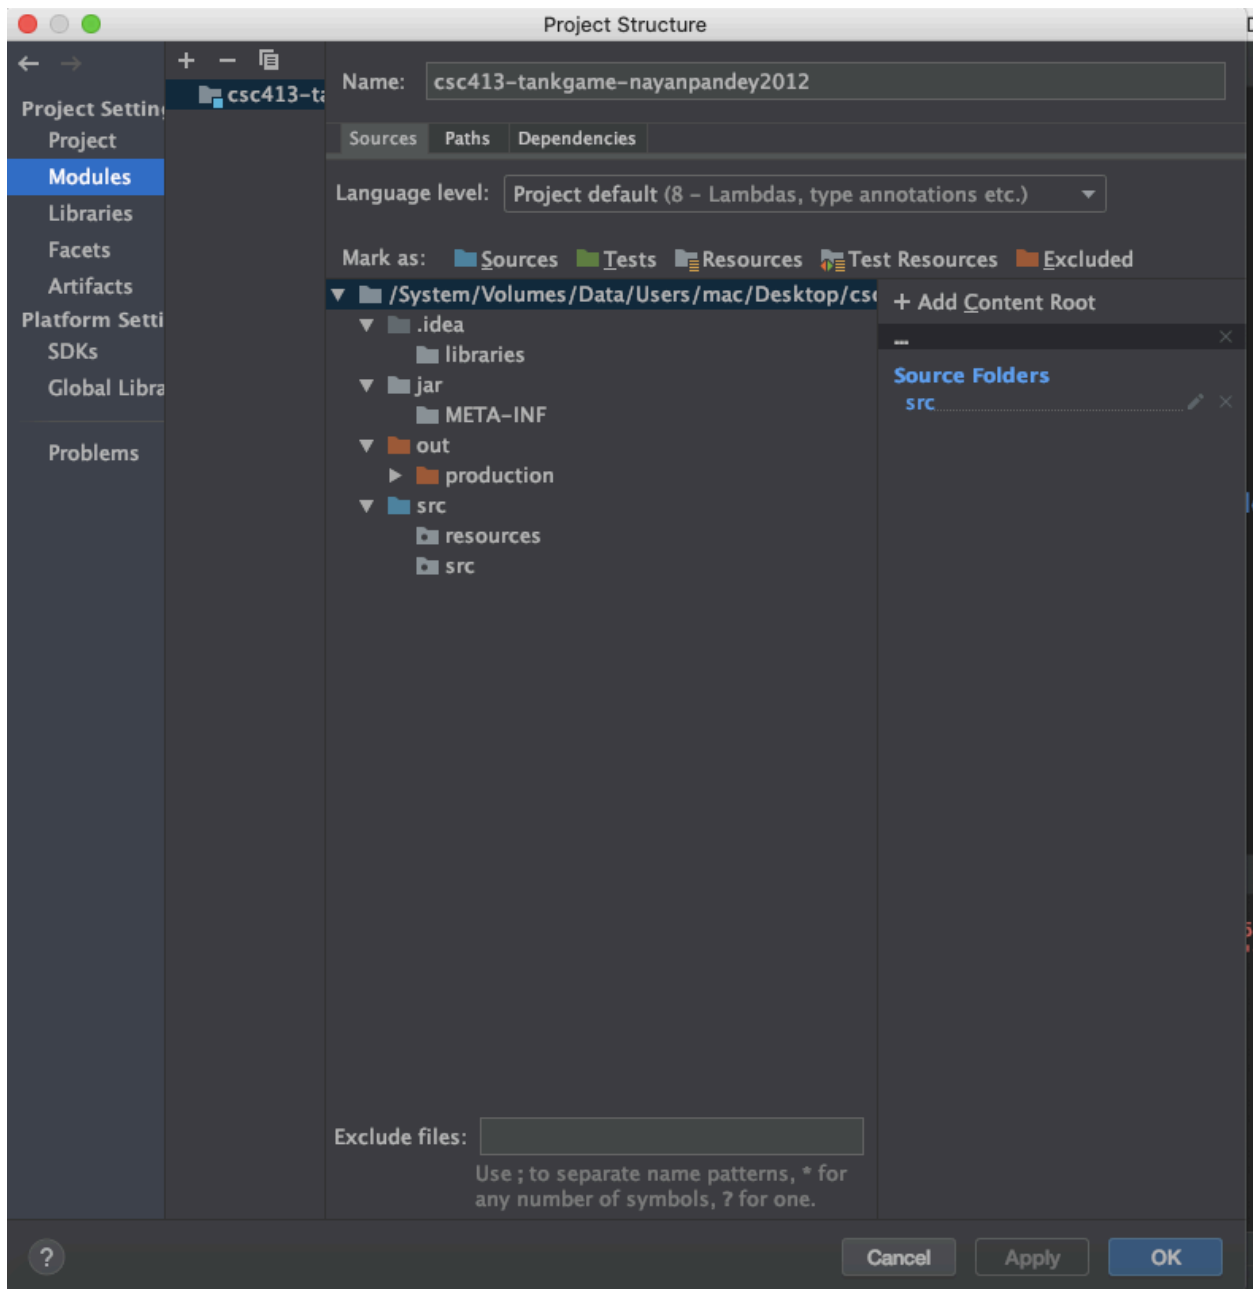 Project Structure
Name: csc413-tankgame-nayanpandey2012
csc413-ta
Project Settin
Project
Modules
Libraries
Facets
Artifacts
Platform Setti
SDKs
Global Libra
Problems
Sources Paths Dependencies
Language level: Project default (8 – Lambdas, type annotations etc.)
Mark as: Sources Tests Resources Test Resources Excluded
/System/Volumes/Data/Users/mac/Desktop/csc
.idea
libraries
jar
META-INF
out
production
src
resources
src
+ Add Content Root
...
Source Folders
src
Exclude files:
Use ; to separate name patterns, * for
any number of symbols, ? for one.
?
Cancel Apply OK